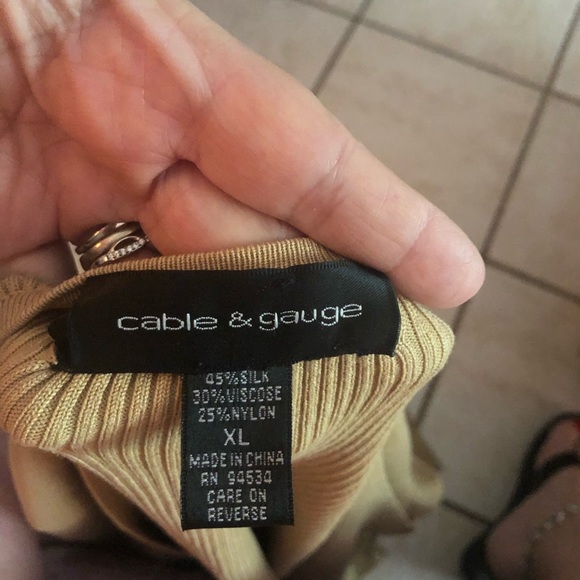 cable & gauge
45%SILK
30%VISCOSE
25%NYLON
XL
MADE IN CHINA
RN 94534
CARE ON
REVERSE